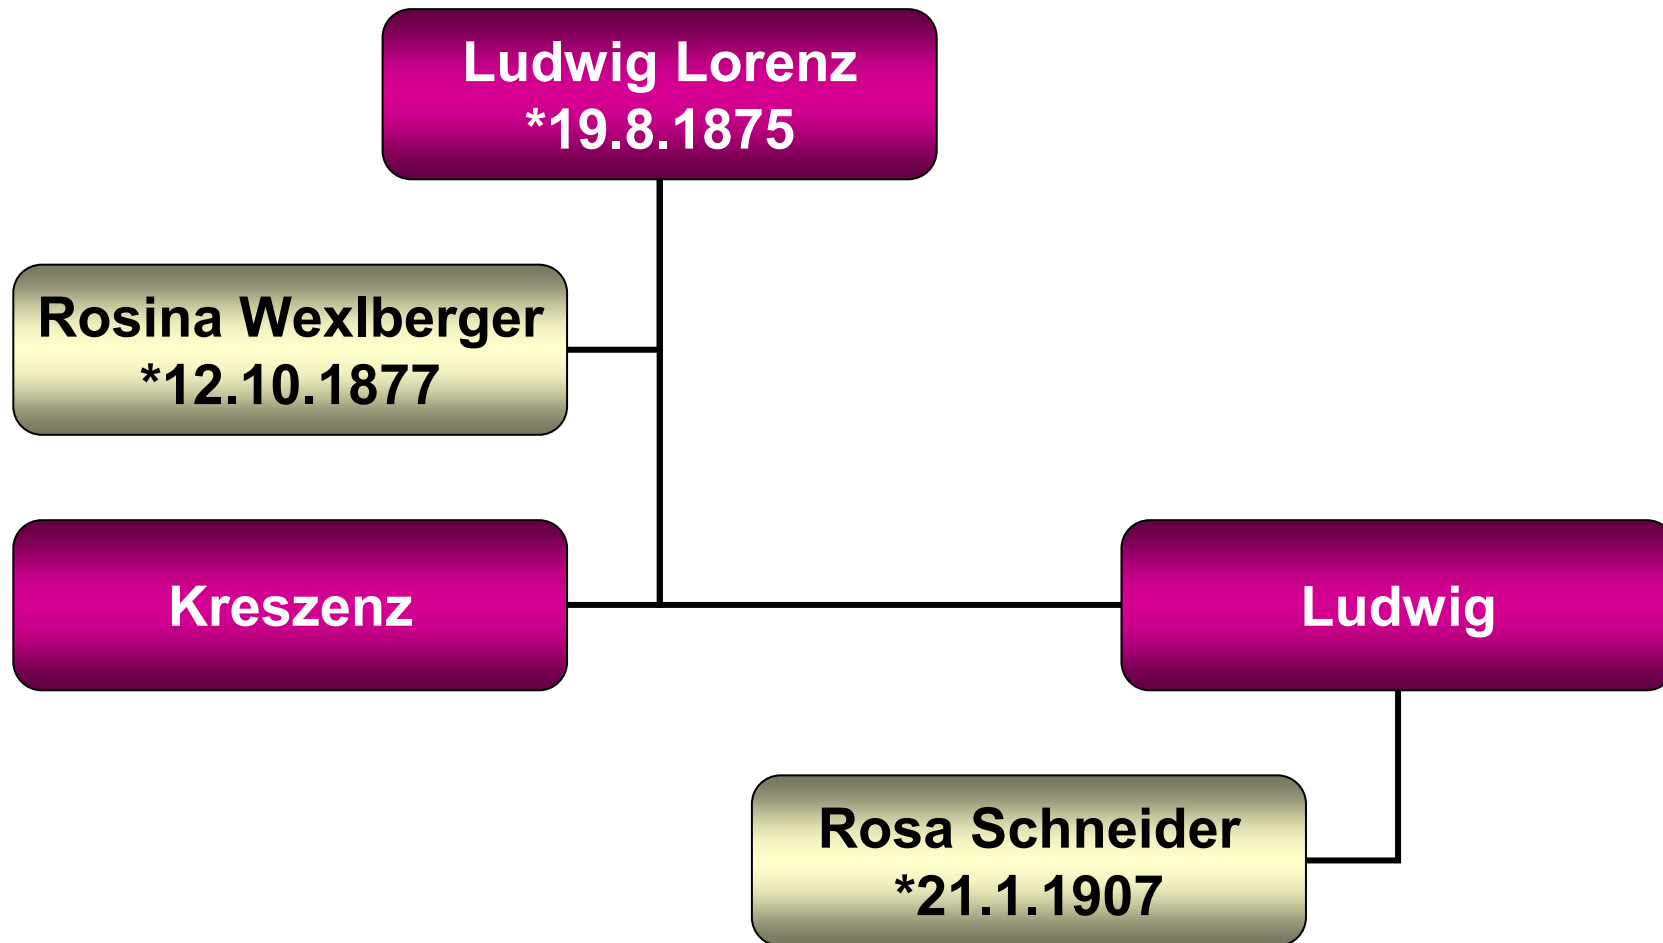 Ludwig Lorenz
*19.8.1875
Rosina Wexlberger
*12.10.1877
Kreszenz
Ludwig
Rosa Schneider
*21.1.1907